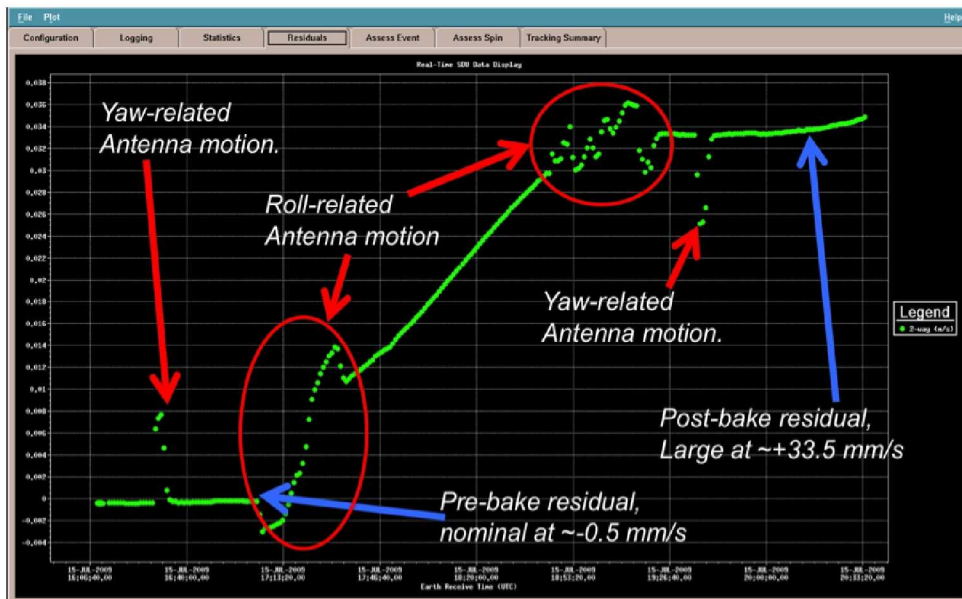 File Plot Help
Configuration Logging Statistics Residuals Assess Event Assess Spin Tracking Summary
Real-Time SDU Data Display
0.038
0.036
0.034
0.032
0.03
0.028
0.026
0.024
0.022
0.02
0.018
0.016
0.014
0.012
0.01
0.008
0.006
0.004
0.002
0
-0.002
-0.004
Yaw-related
Antenna motion.
Roll-related
Antenna motion
Yaw-related
Antenna motion.
Legend
2-way (m/s)
Post-bake residual,
Large at ~+33.5 mm/s
Pre-bake residual,
nominal at ~-0.5 mm/s
15-JUL-2009 15-JUL-2009 15-JUL-2009 15-JUL-2009 15-JUL-2009 15-JUL-2009 15-JUL-2009 15-JUL-2009 15-JUL-2009
16:06:40.00 16:40:00.00 17:13:20.00 17:46:40.00 18:20:00.00 18:53:20.00 19:26:40.00 20:00:00.00 20:33:20.00
Earth Receive Time (UTC)